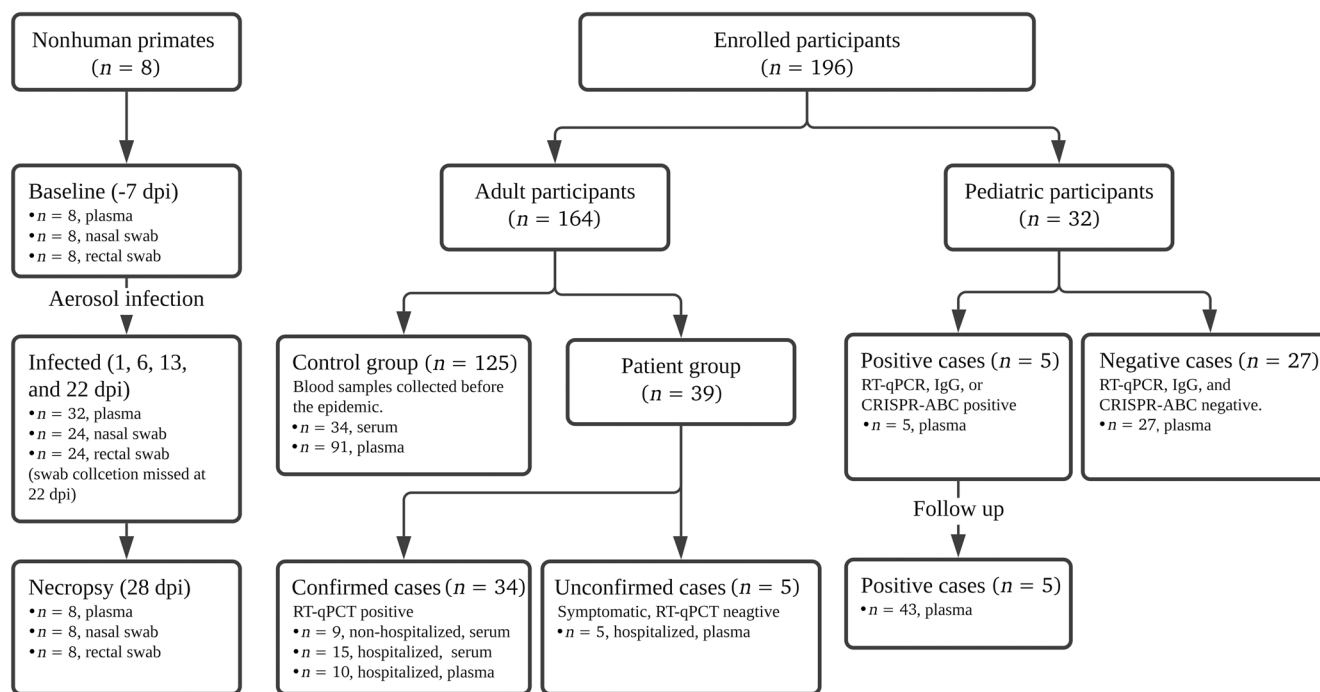 Nonhuman primates
(n = 8)
Baseline (-7 dpi)
•n = 8, plasma
•n = 8, nasal swab
•n = 8, rectal swab
Aerosol infection
Infected (1, 6, 13,
and 22 dpi)
•n = 32, plasma
•n = 24, nasal swab
•n = 24, rectal swab
(swab collcetion missed at
22 dpi)
Necropsy (28 dpi)
•n = 8, plasma
•n = 8, nasal swab
•n = 8, rectal swab
Enrolled participants
(n = 196)
Adult participants
(n = 164)
Control group (n = 125)
Blood samples collected before
the epidemic.
•n = 34, serum
•n = 91, plasma
Patient group
(n = 39)
Confirmed cases (n = 34)
RT-qPCT positive
•n = 9, non-hospitalized, serum
•n = 15, hospitalized, serum
•n = 10, hospitalized, plasma
Unconfirmed cases (n = 5)
Symptomatic, RT-qPCT neagtive
•n = 5, hospitalized, plasma
Pediatric participants
(n = 32)
Positive cases (n = 5)
RT-qPCR, IgG, or
CRISPR-ABC positive
•n = 5, plasma
Negative cases (n = 27)
RT-qPCR, IgG, and
CRISPR-ABC negative.
•n = 27, plasma
Follow up
Positive cases (n = 5)
•n = 43, plasma